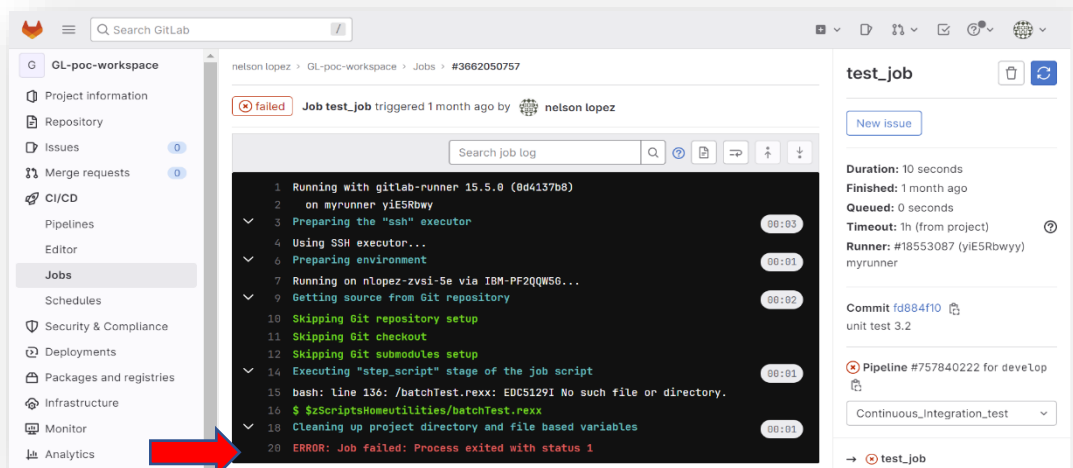 Search GitLab /
G GL-poc-workspace
Project information
Repository
Issues 0
Merge requests 0
CI/CD
Pipelines
Editor
Jobs
Schedules
Security & Compliance
Deployments
Packages and registries
Infrastructure
Monitor
Analytics
nelson lopez > GL-poc-workspace > Jobs > #3662050757
failed Job test_job triggered 1 month ago by nelson lopez
Search job log
1 Running with gitlab-runner 15.5.0 (0d4137b8)
2 on myrunner yiE5Rbwy
3 Preparing the "ssh" executor 00:03
4 Using SSH executor...
6 Preparing environment 00:01
7 Running on nlopez-zvsi-5e via IBM-PF2QQW5G...
9 Getting source from Git repository 00:02
10 Skipping Git repository setup
11 Skipping Git checkout
12 Skipping Git submodules setup
14 Executing "step_script" stage of the job script 00:01
15 bash: line 136: /batchTest.rexx: EDC5129I No such file or directory.
16 $ $zScriptsHomeutilities/batchTest.rexx
18 Cleaning up project directory and file based variables 00:01
20 ERROR: Job failed: Process exited with status 1
test_job
New issue
Duration: 10 seconds
Finished: 1 month ago
Queued: 0 seconds
Timeout: 1h (from project)
Runner: #18553087 (yiE5Rbwyy)
myrunner
Commit fd884f10
unit test 3.2
Pipeline #757840222 for develop
Continuous_Integration_test
→ test_job